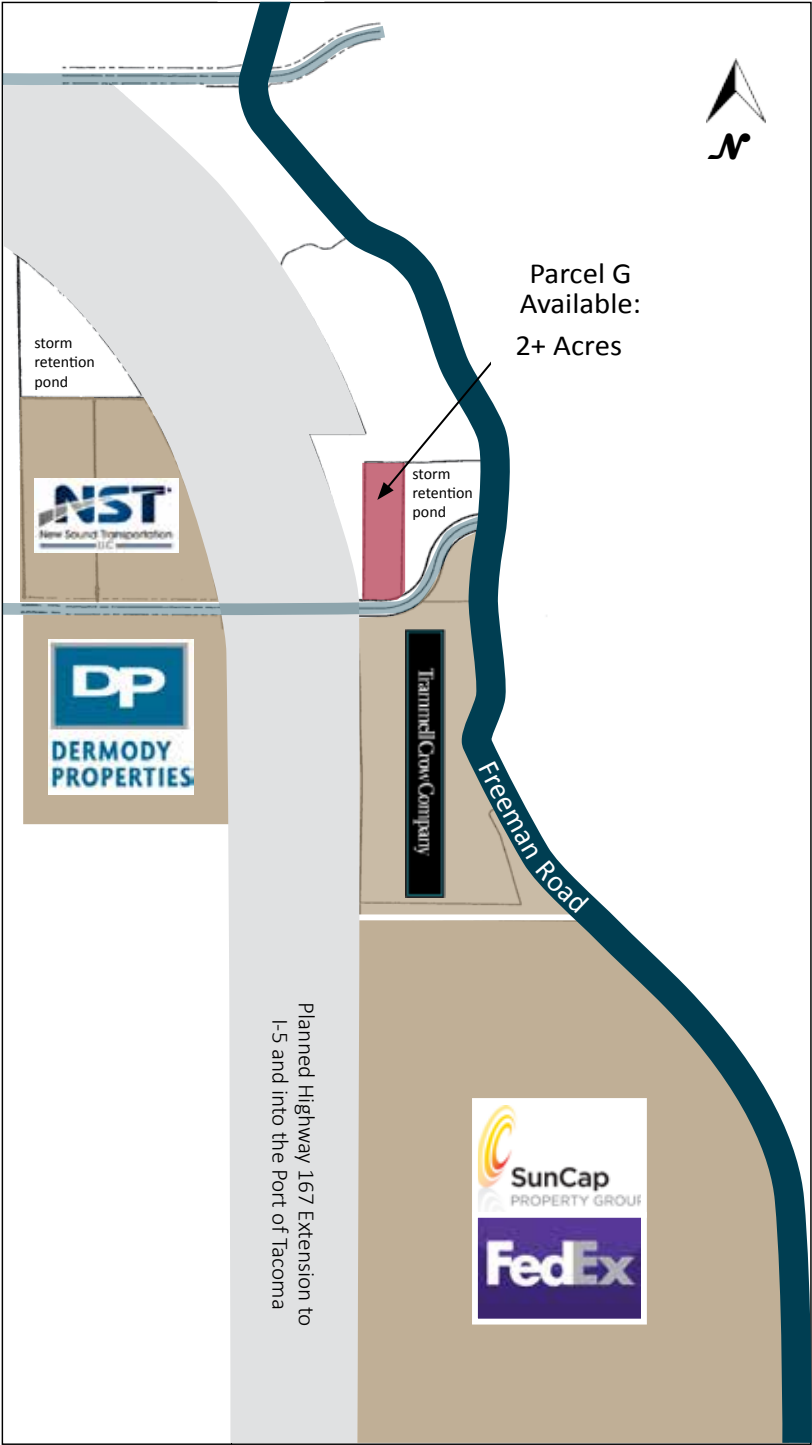 N
Parcel G
Available:
2+ Acres
storm
retention
pond
storm
retention
pond
NST
New Sound Transportation
LLC
DP
DERMODY
PROPERTIES
Trammell Crow Company
Freeman Road
Planned Highway 167 Extension to
I-5 and into the Port of Tacoma
SunCap
PROPERTY GROUP
FedEx